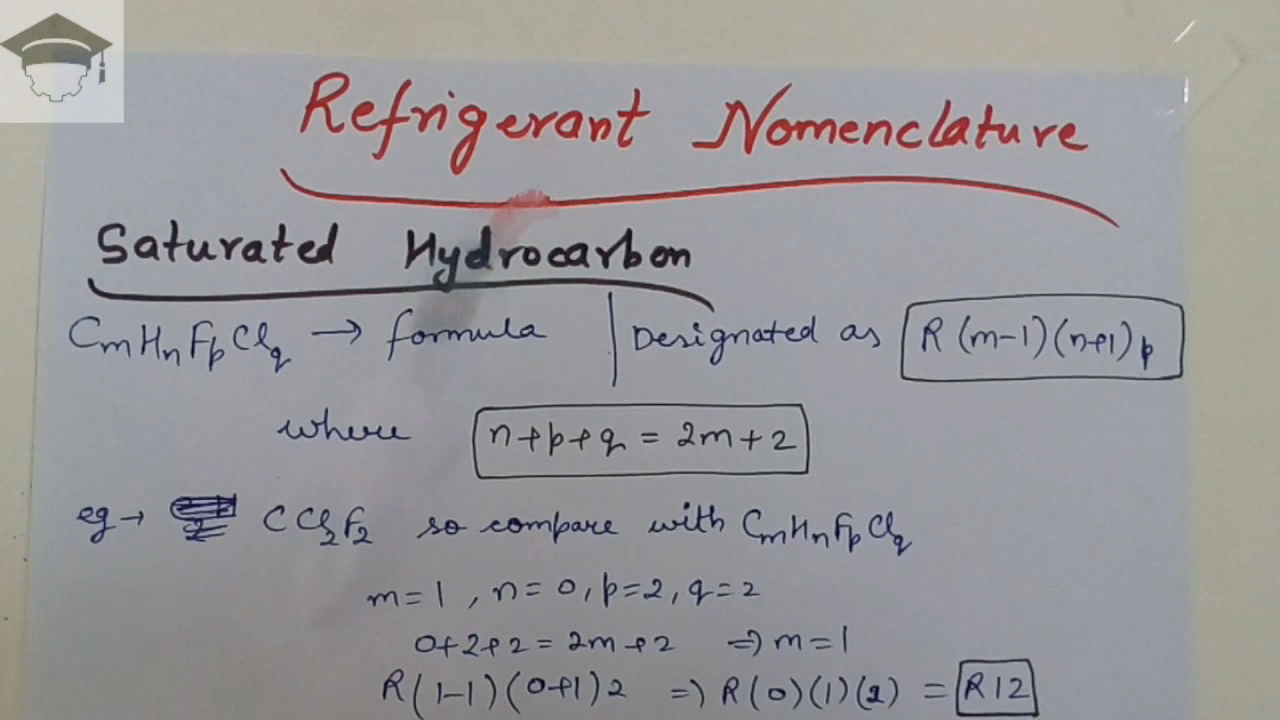 Refrigerant Nomenclature
Saturated Hydrocarbon
CmHnFpClq → formula | Designated as R (m-1)(n+1)p
where n+p+q = 2m+2
eg → CCl2F2 so compare with CmHnFpClq
m=1, n=0, p=2, q=2
0+2+2 = 2m+2 ⇒ m=1
R(1-1)(0+1)2 ⇒ R(0)(1)(2) = R12